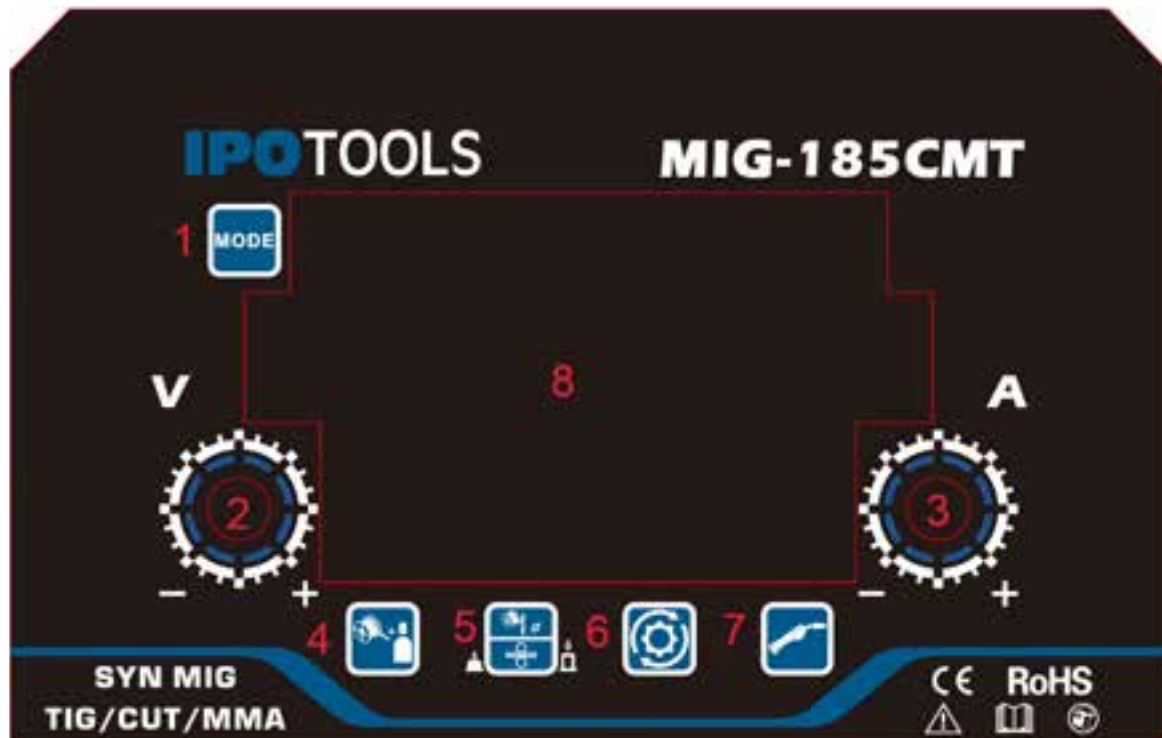 IPOTOOLS MIG-185CMT
1 MODE
8
V A
2 3
− + − +
4 5 6 7
SYN MIG
TIG/CUT/MMA
CE RoHS